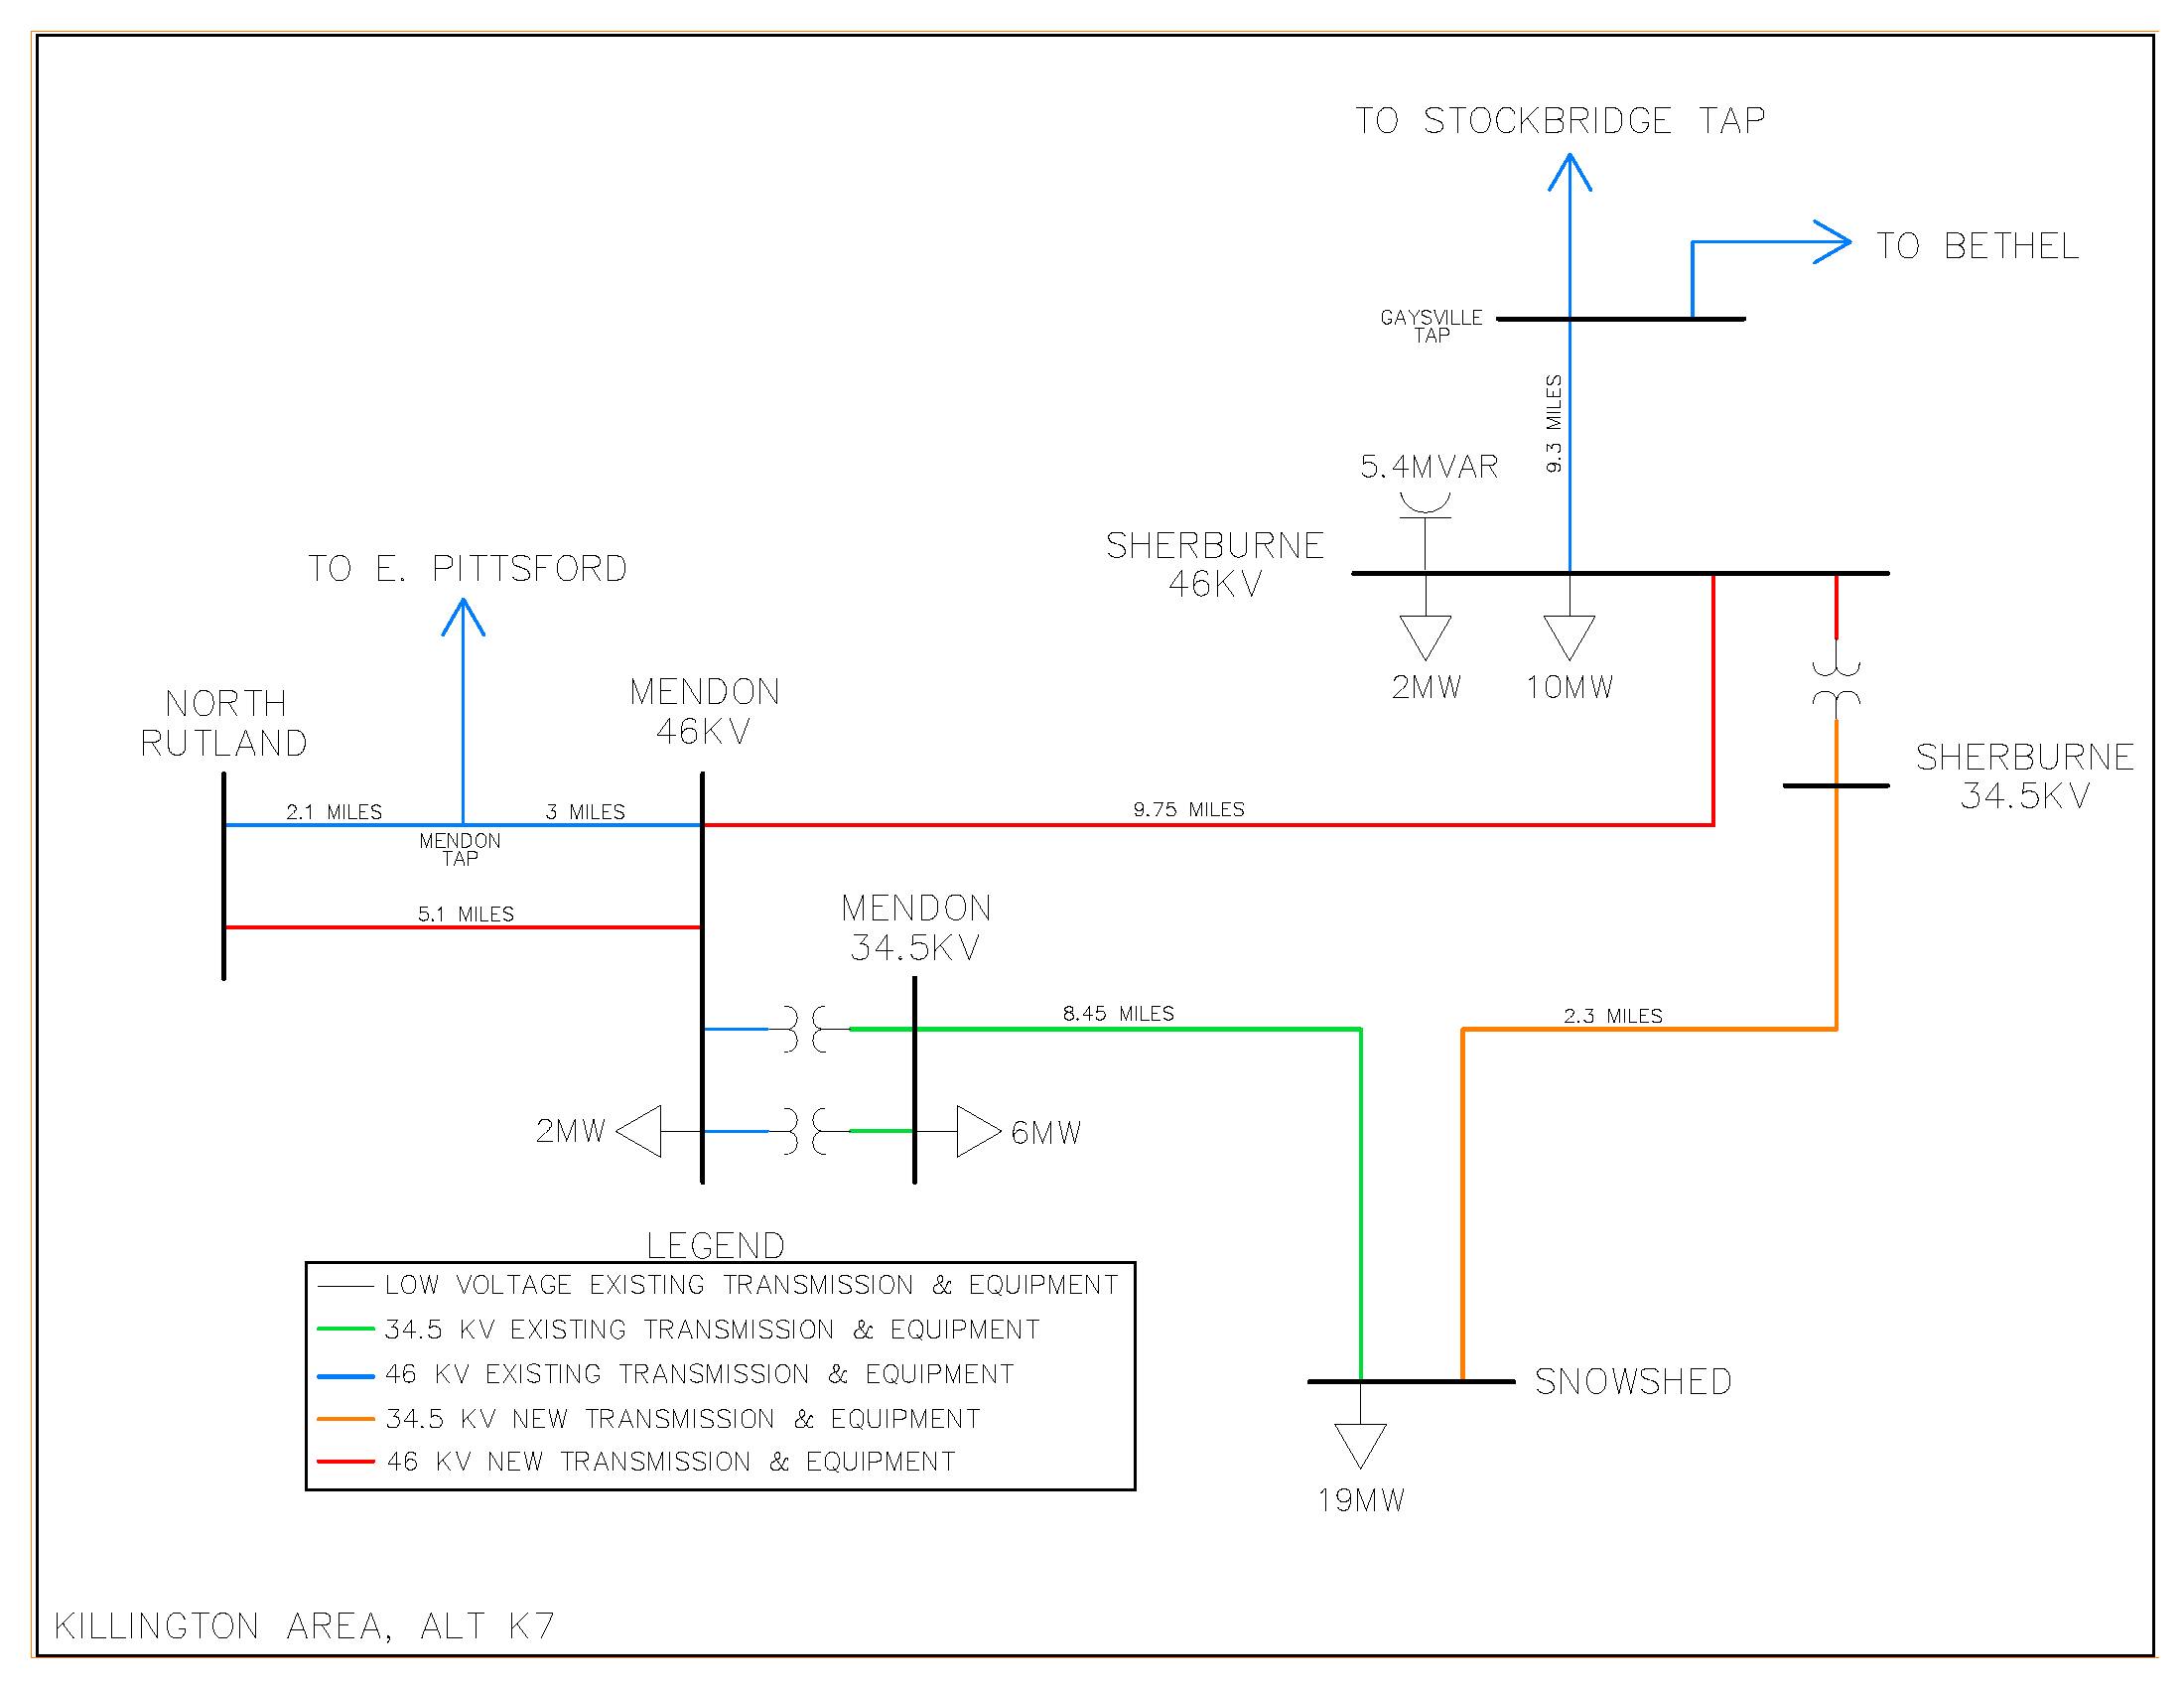 TO STOCKBRIDGE TAP
TO BETHEL
GAYSVILLE
TAP
9.3 MILES
5.4MVAR
SHERBURNE
46KV
2MW
10MW
TO E. PITTSFORD
NORTH
RUTLAND
MENDON
46KV
SHERBURNE
34.5KV
2.1 MILES
3 MILES
9.75 MILES
MENDON
TAP
5.1 MILES
MENDON
34.5KV
8.45 MILES
2.3 MILES
2MW
6MW
LEGEND
LOW VOLTAGE EXISTING TRANSMISSION & EQUIPMENT
34.5 KV EXISTING TRANSMISSION & EQUIPMENT
46 KV EXISTING TRANSMISSION & EQUIPMENT
34.5 KV NEW TRANSMISSION & EQUIPMENT
46 KV NEW TRANSMISSION & EQUIPMENT
SNOWSHED
19MW
KILLINGTON AREA, ALT K7